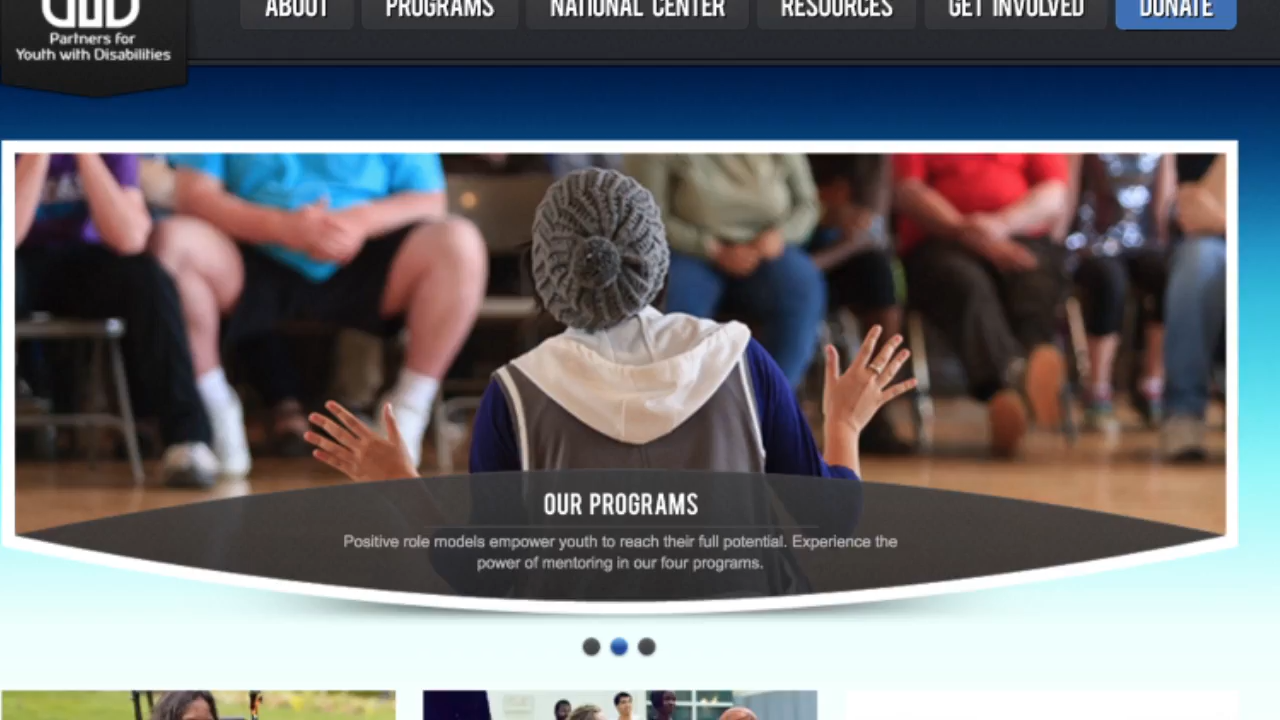 ABOUT PROGRAMS NATIONAL CENTER RESOURCES GET INVOLVED DONATE
Partners for
Youth with Disabilities
OUR PROGRAMS
Positive role models empower youth to reach their full potential. Experience the
power of mentoring in our four programs.